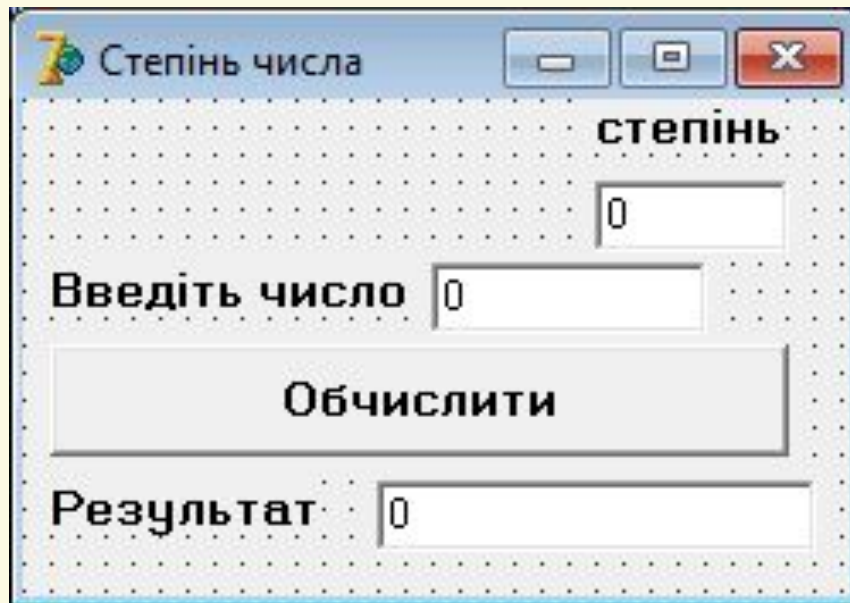 Степінь числа
степінь
0
Введіть число 0
Обчислити
Результат 0